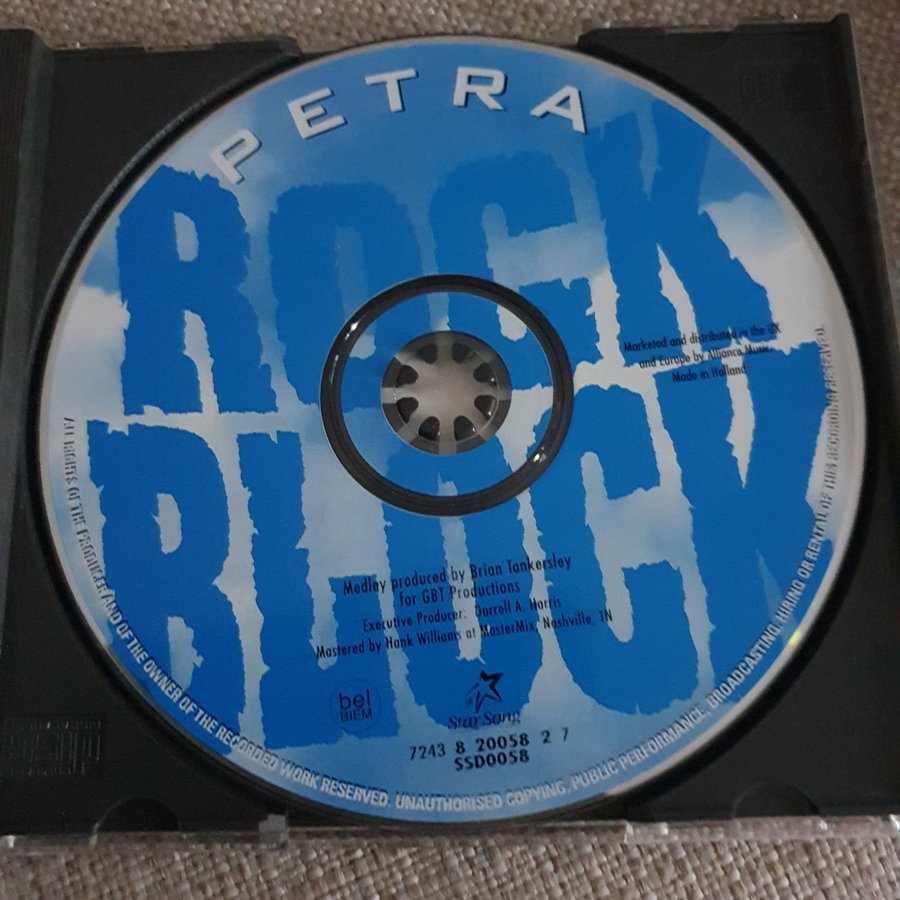 PETRA
ROCK
BLOCK
Marketed and distributed in the UK
and Europe by Alliance Music.
Made in Holland
Medley produced by Brian Tankersley
for GBT Productions
Executive Producer: Darrell A. Harris
Mastered by Hank Williams at MasterMix, Nashville, TN
bel
BIEM
Star Song
7243 8 20058 2 7
SSD0058
ALL RIGHTS OF THE PRODUCER AND OF THE OWNER OF THE RECORDED WORK RESERVED. UNAUTHORISED COPYING, PUBLIC PERFORMANCE, BROADCASTING, HIRING OR RENTAL OF THIS RECORDING RESERVED.